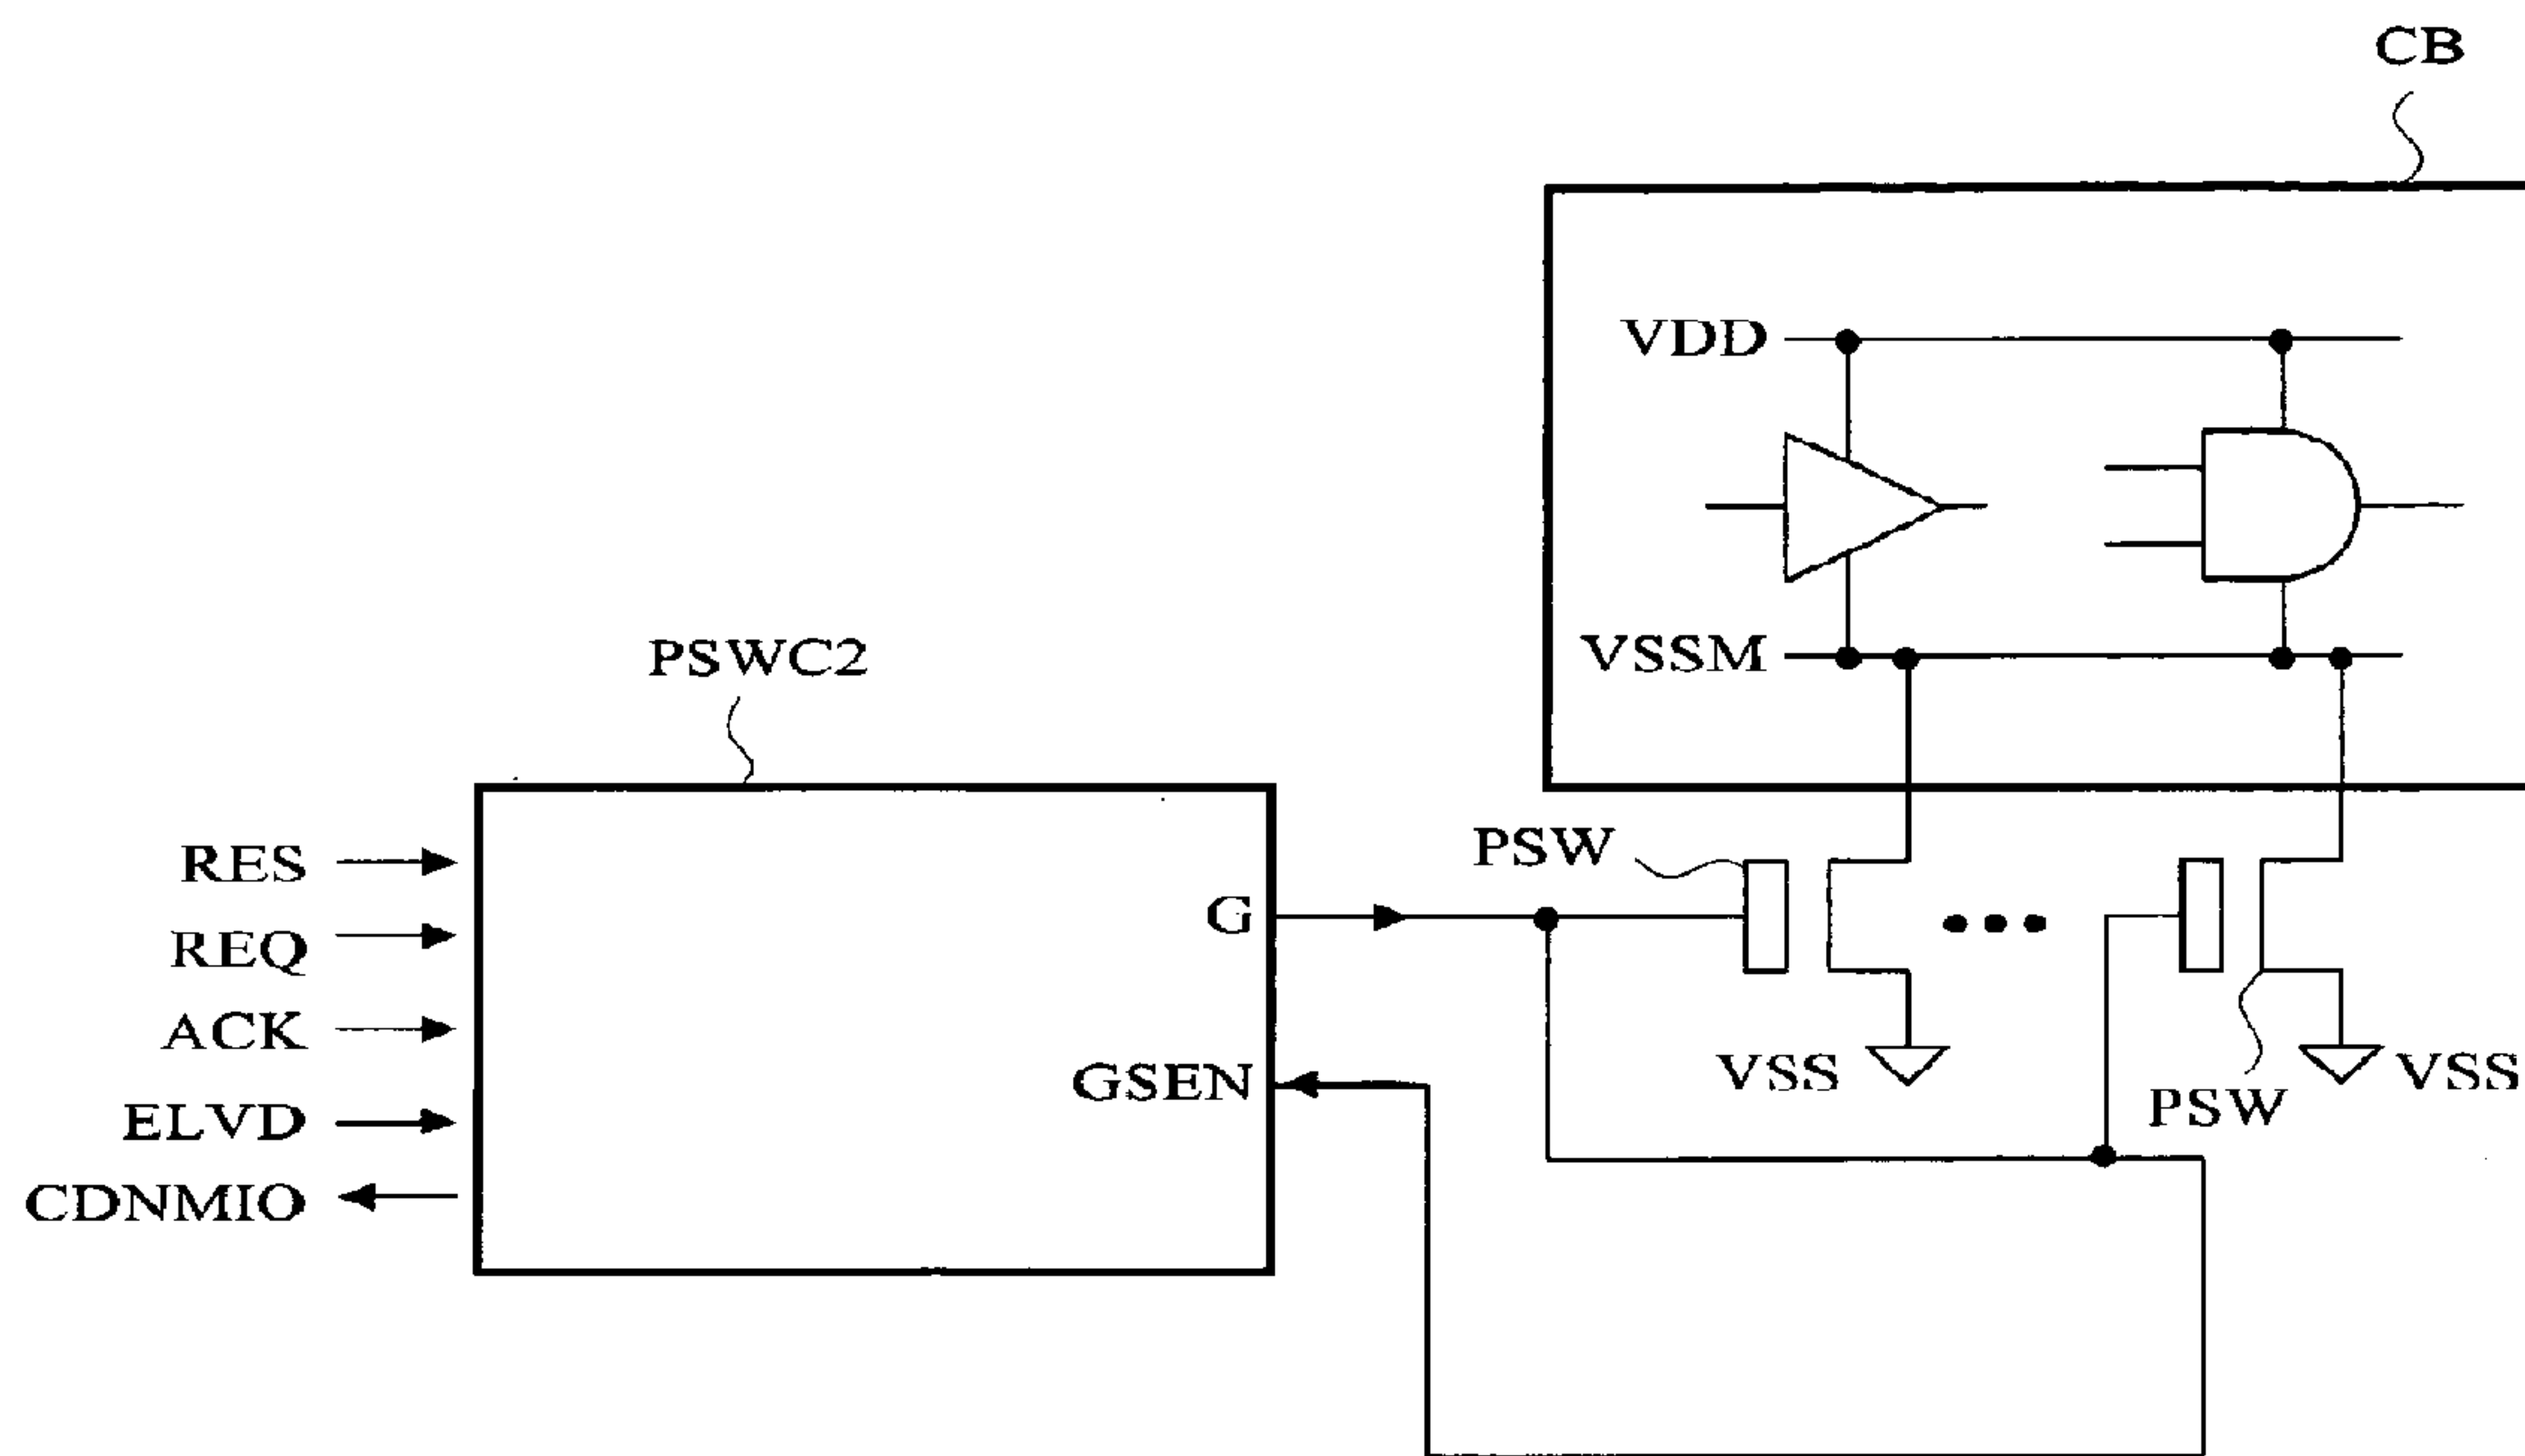 CB
VDD
VSSM
PSWC2
RES
REQ
ACK
ELVD
CDNMIO
G
GSEN
PSW
VSS
PSW
VSS